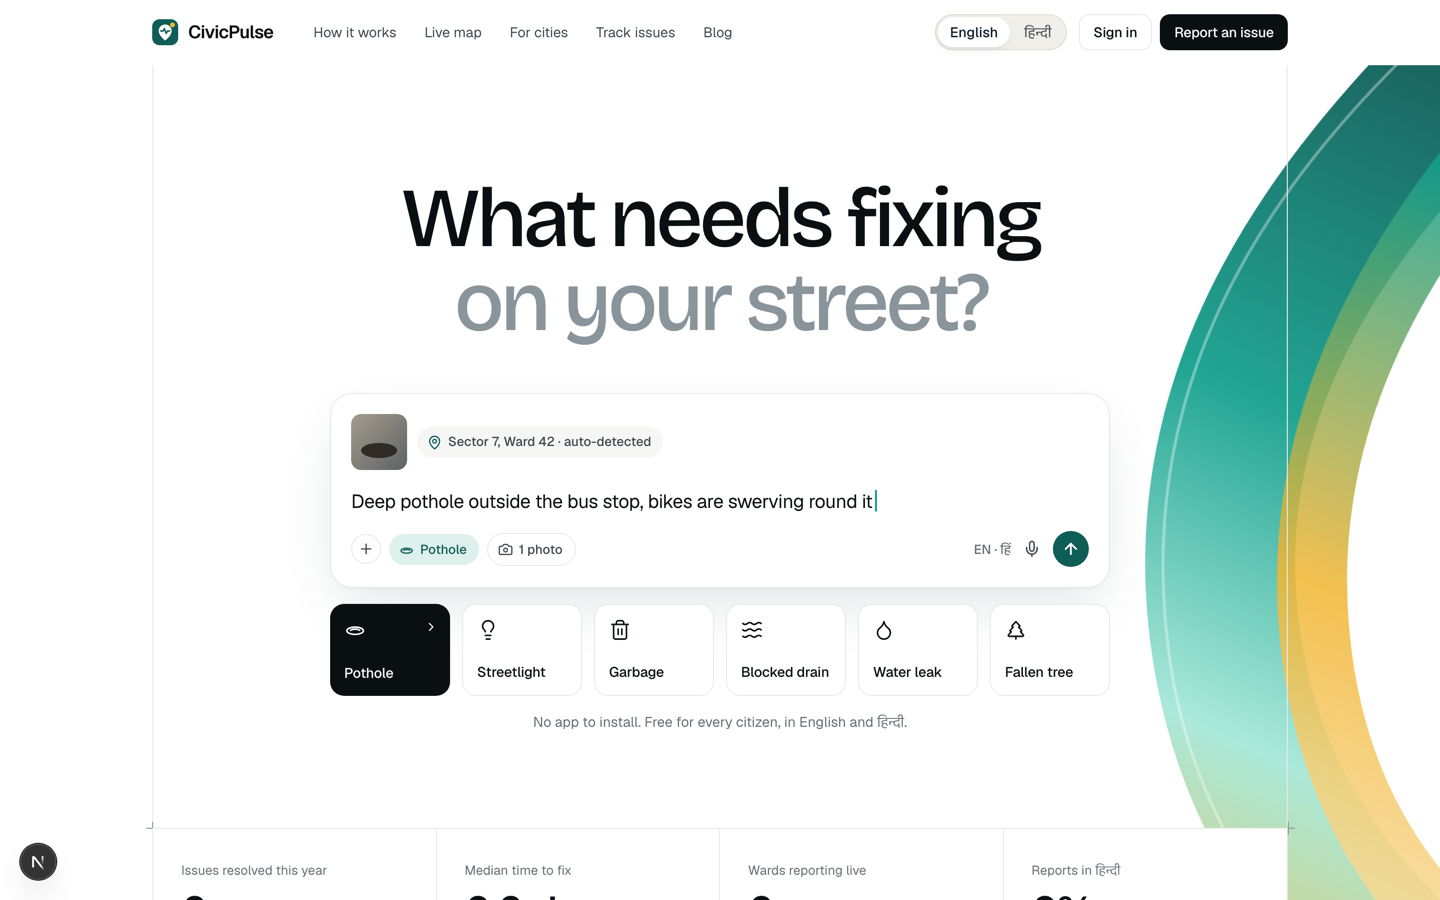 CivicPulse
How it works
Live map
For cities
Track issues
Blog
English
हिन्दी
Sign in
Report an issue
What needs fixing
on your street?
Sector 7, Ward 42 · auto-detected
Deep pothole outside the bus stop, bikes are swerving round it
Pothole
1 photo
EN · हिं
Pothole
Streetlight
Garbage
Blocked drain
Water leak
Fallen tree
No app to install. Free for every citizen, in English and हिन्दी.
Issues resolved this year
Median time to fix
Wards reporting live
Reports in हिन्दी
N